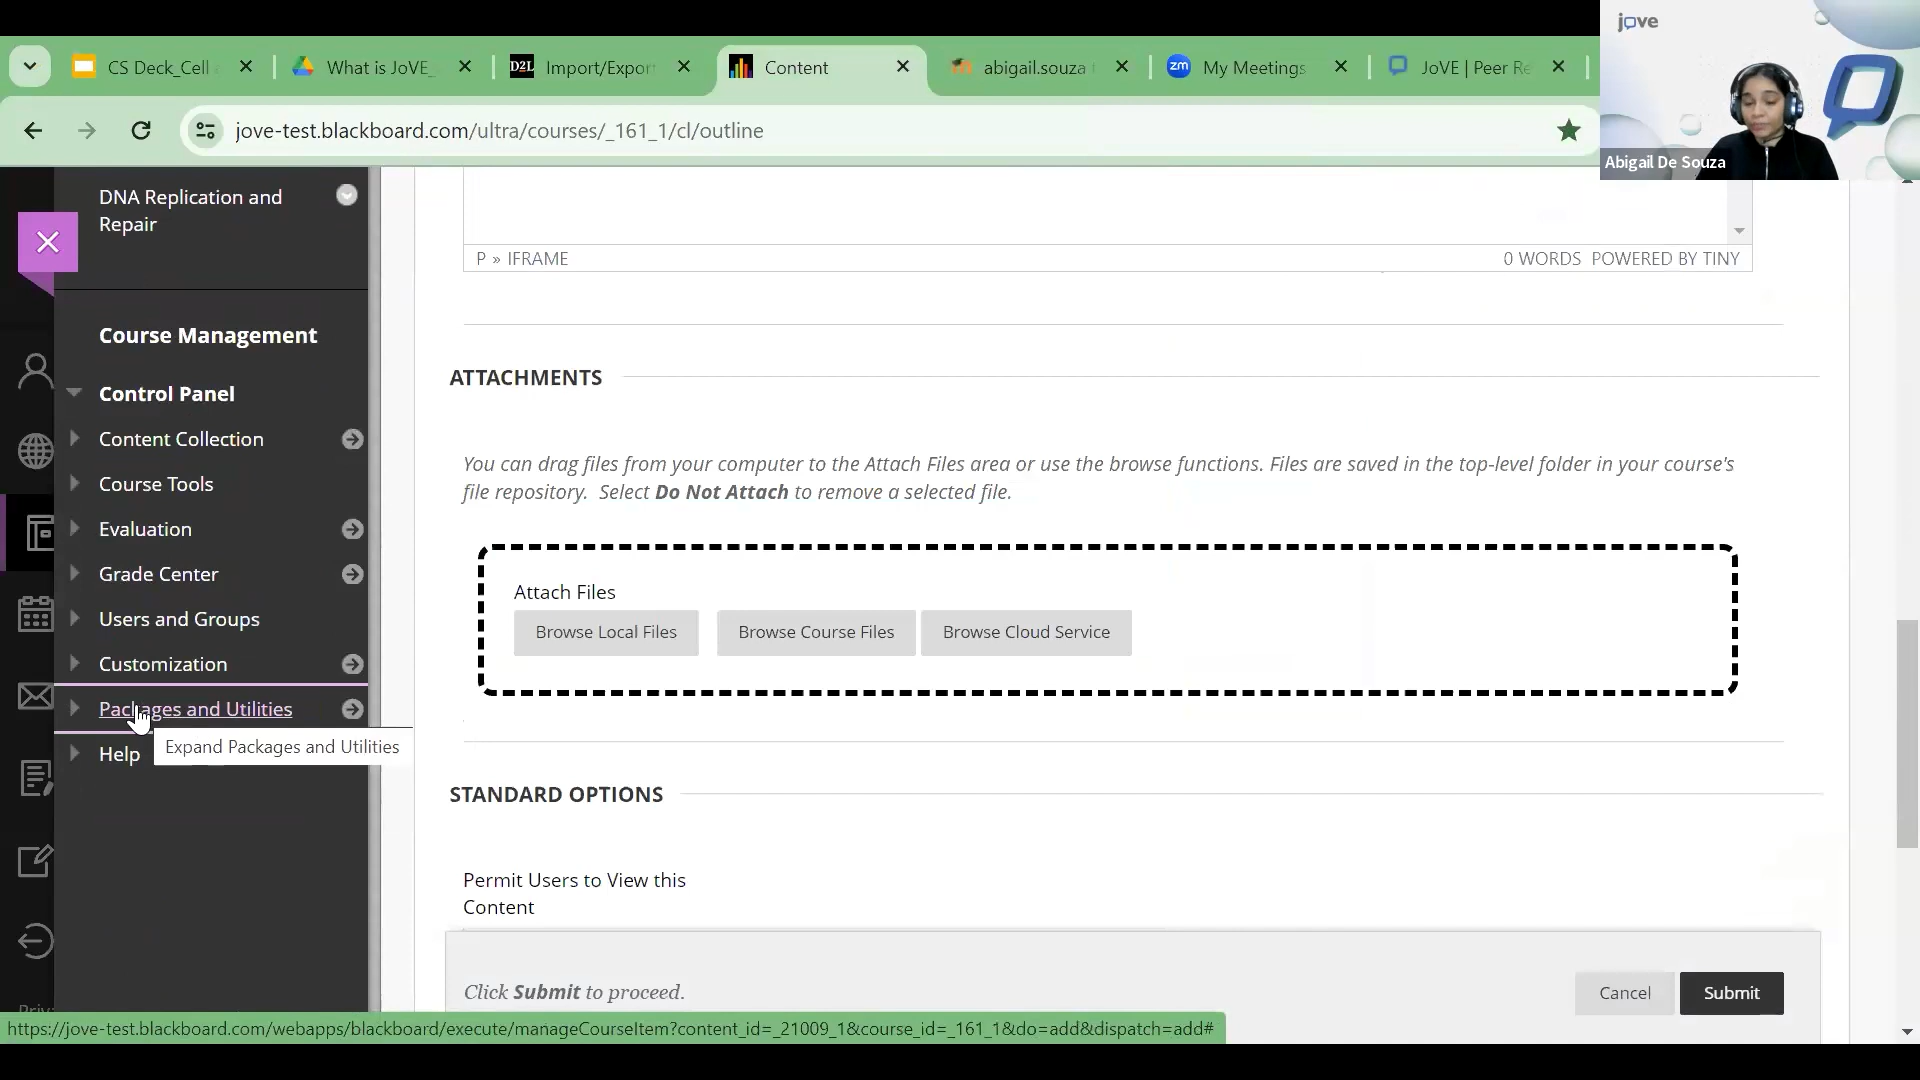 jove
CS Deck_Cell
What is JoVE_
D2L
Import/Export
Content
abigail.souza
zm
My Meetings
JoVE | Peer Re
jove-test.blackboard.com/ultra/courses/_161_1/cl/outline
Abigail De Souza
DNA Replication and
Repair
Course Management
Control Panel
Content Collection
Course Tools
Evaluation
Grade Center
Users and Groups
Customization
Packages and Utilities
Expand Packages and Utilities
Help
P » IFRAME
0 WORDS POWERED BY TINY
ATTACHMENTS
You can drag files from your computer to the Attach Files area or use the browse functions. Files are saved in the top-level folder in your course's
file repository. Select Do Not Attach to remove a selected file.
Attach Files
Browse Local Files
Browse Course Files
Browse Cloud Service
STANDARD OPTIONS
Permit Users to View this
Content
Click Submit to proceed.
Cancel
Submit
https://jove-test.blackboard.com/webapps/blackboard/execute/manageCourseItem?content_id=_21009_1&course_id=_161_1&do=add&dispatch=add#